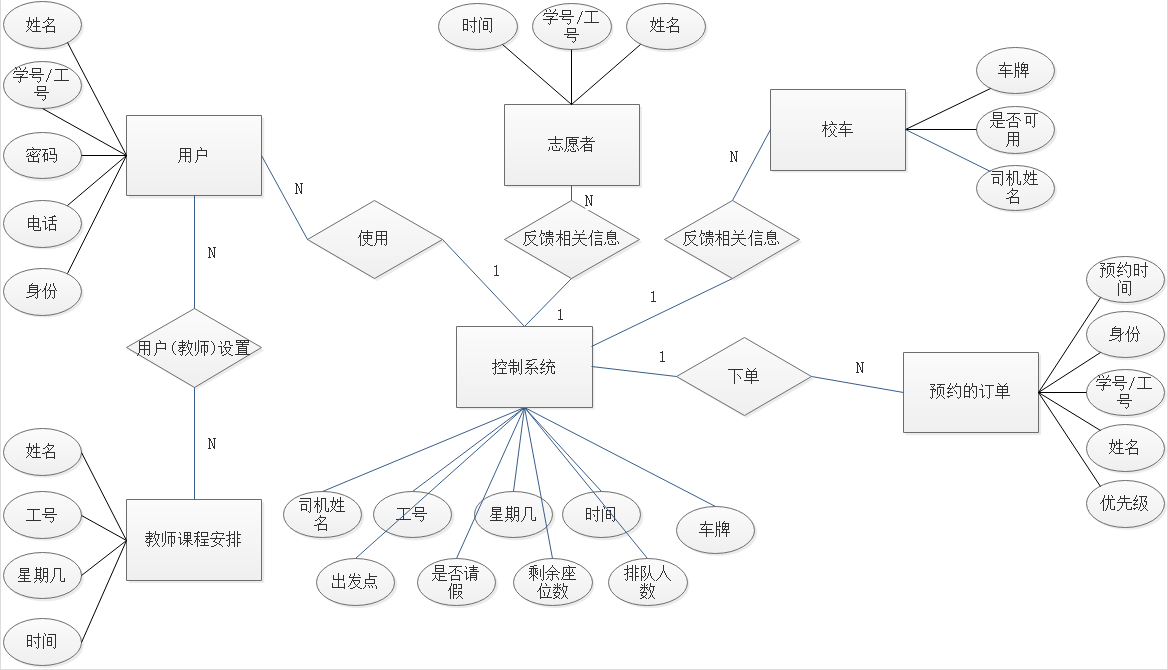 姓名
学号/工
号
密码
电话
身份
用户
N
使用
1
N
用户(教师)设置
N
姓名
工号
星期几
时间
教师课程安排
时间
学号/工
号
姓名
志愿者
N
反馈相关信息
1
校车
车牌
是否可
用
司机姓
名
N
反馈相关信息
1
控制系统
1
下单
N
预约的订单
预约时
间
身份
学号/工
号
姓名
优先级
司机姓
名
工号
星期几
时间
车牌
出发点
是否请
假
剩余座
位数
排队人
数